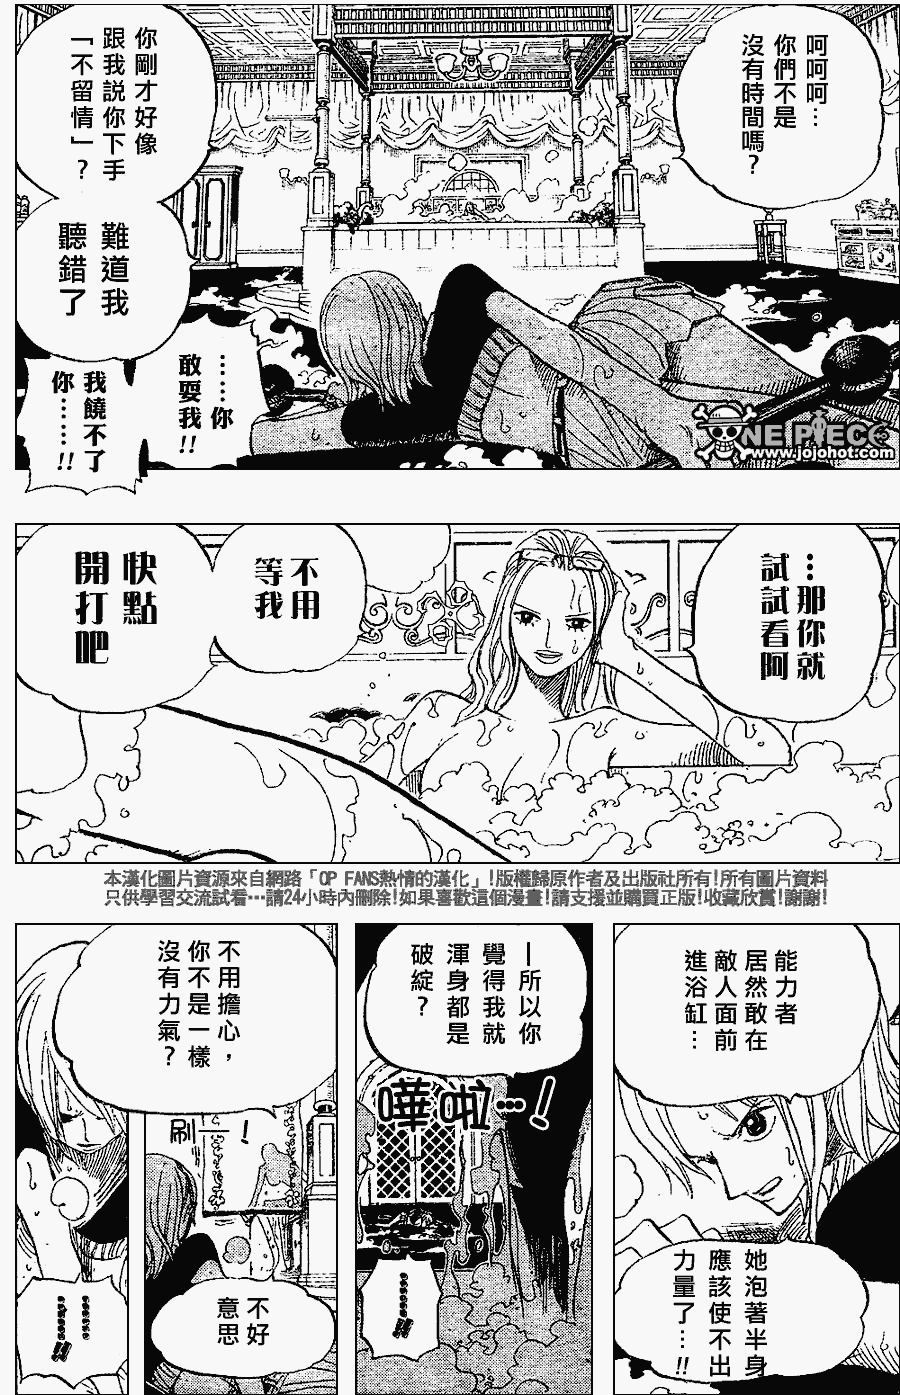 呵呵呵…
你們不是
沒有時間嗎？
你剛才好像
跟我說你下手
「不留情」？
難道我
聽錯了
……你
敢耍我!!
我饒不了
你……!!
ONE PIECE
www.jojohot.com
…那你就
試試看阿
不用
等我
快點
開打吧
本漢化圖片資源來自網路「OP FANS熱情的漢化」!版權歸原作者及出版社所有!所有圖片資料
只供學習交流試看…請24小時內刪除!如果喜歡這個漫畫!請支援並購買正版!收藏欣賞!謝謝!
能力者
居然敢在
敵人面前
進浴缸…
她泡著半身
應該使不出
力量了…!!
—所以你
覺得我就
渾身都是
破綻？
嘩啦…！
……!!
不用擔心，
你不是一樣
沒有力氣？
刷—！
不好
意思
……
……!!